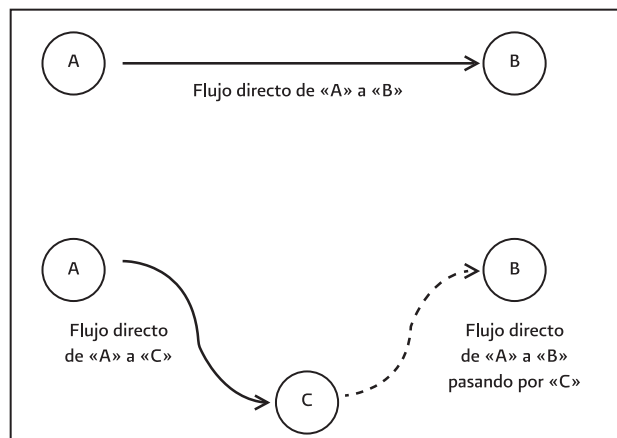 A
B
Flujo directo de «A» a «B»
A
B
Flujo directo
de «A» a «C»
Flujo directo
de «A» a «B»
pasando por «C»
C